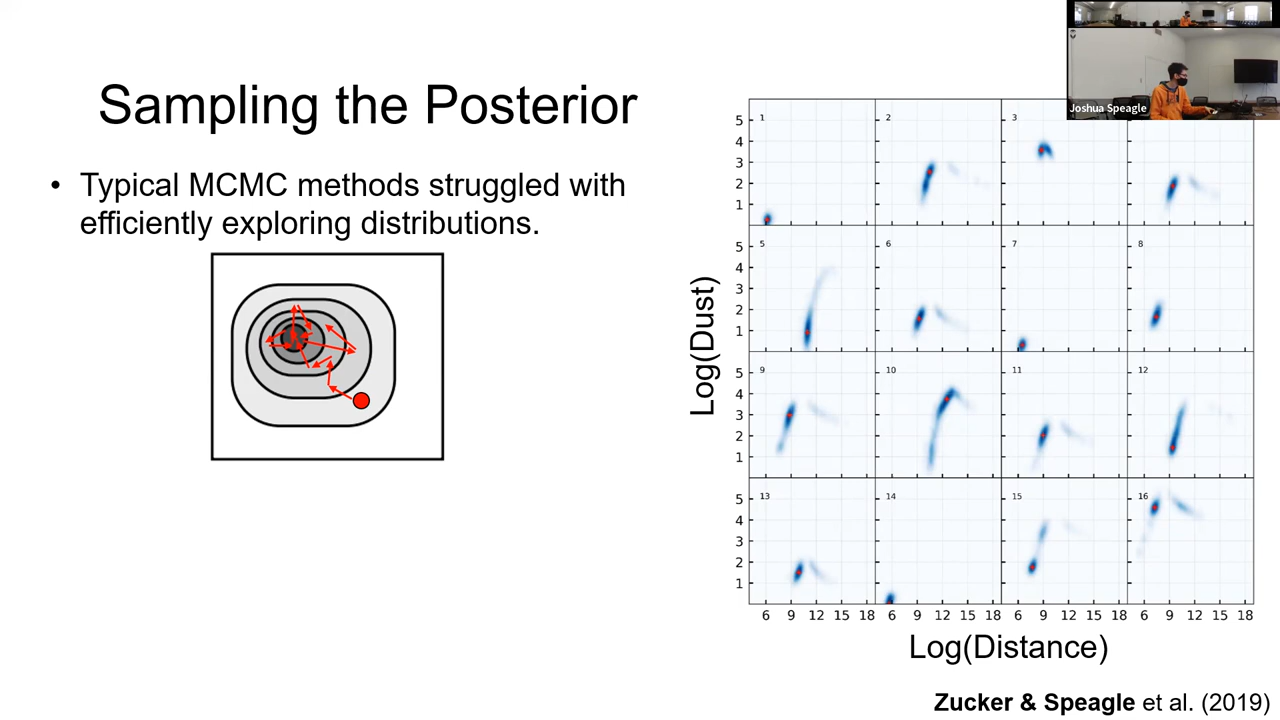 Sampling the Posterior
• Typical MCMC methods struggled with
efficiently exploring distributions.
Joshua Speagle
Log(Dust)
1 2 3
5 4 3 2 1
5 6 7 8
5 4 3 2 1
9 10 11 12
5 4 3 2 1
13 14 15 16
5 4 3 2 1
6 9 12 15 18 6 9 12 15 18 6 9 12 15 18 6 9 12 15 18
Log(Distance)
Zucker & Speagle et al. (2019)